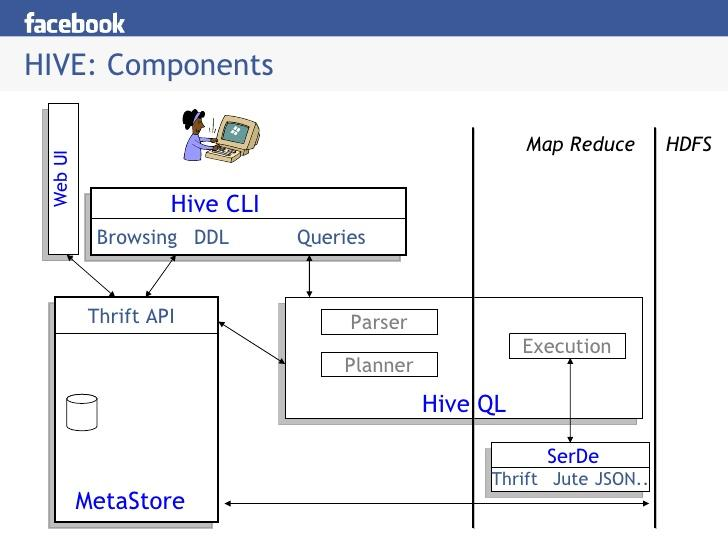 facebook
HIVE: Components
Map Reduce
HDFS
Web UI
Hive CLI
Browsing DDL Queries
Thrift API
Parser
Execution
Planner
Hive QL
SerDe
Thrift Jute JSON..
MetaStore